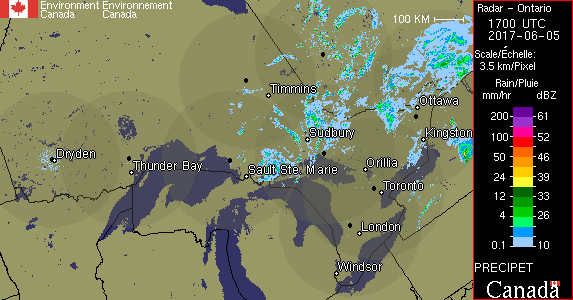 Environment Environnement
Canada Canada
100 KM
Timmins
Ottawa
Sudbury
Kingston
Dryden
Thunder Bay
Sault Ste, Marie
Orillia
Toronto
London
Windsor
Radar - Ontario
1700 UTC
2017-06-05
Scale/Échelle:
3.5 km/Pixel
Rain/Pluie
mm/hr dBZ
200 61
100 52
50 46
24 39
12 33
4 26
1 18
0.1 10
PRECIPET
Canada